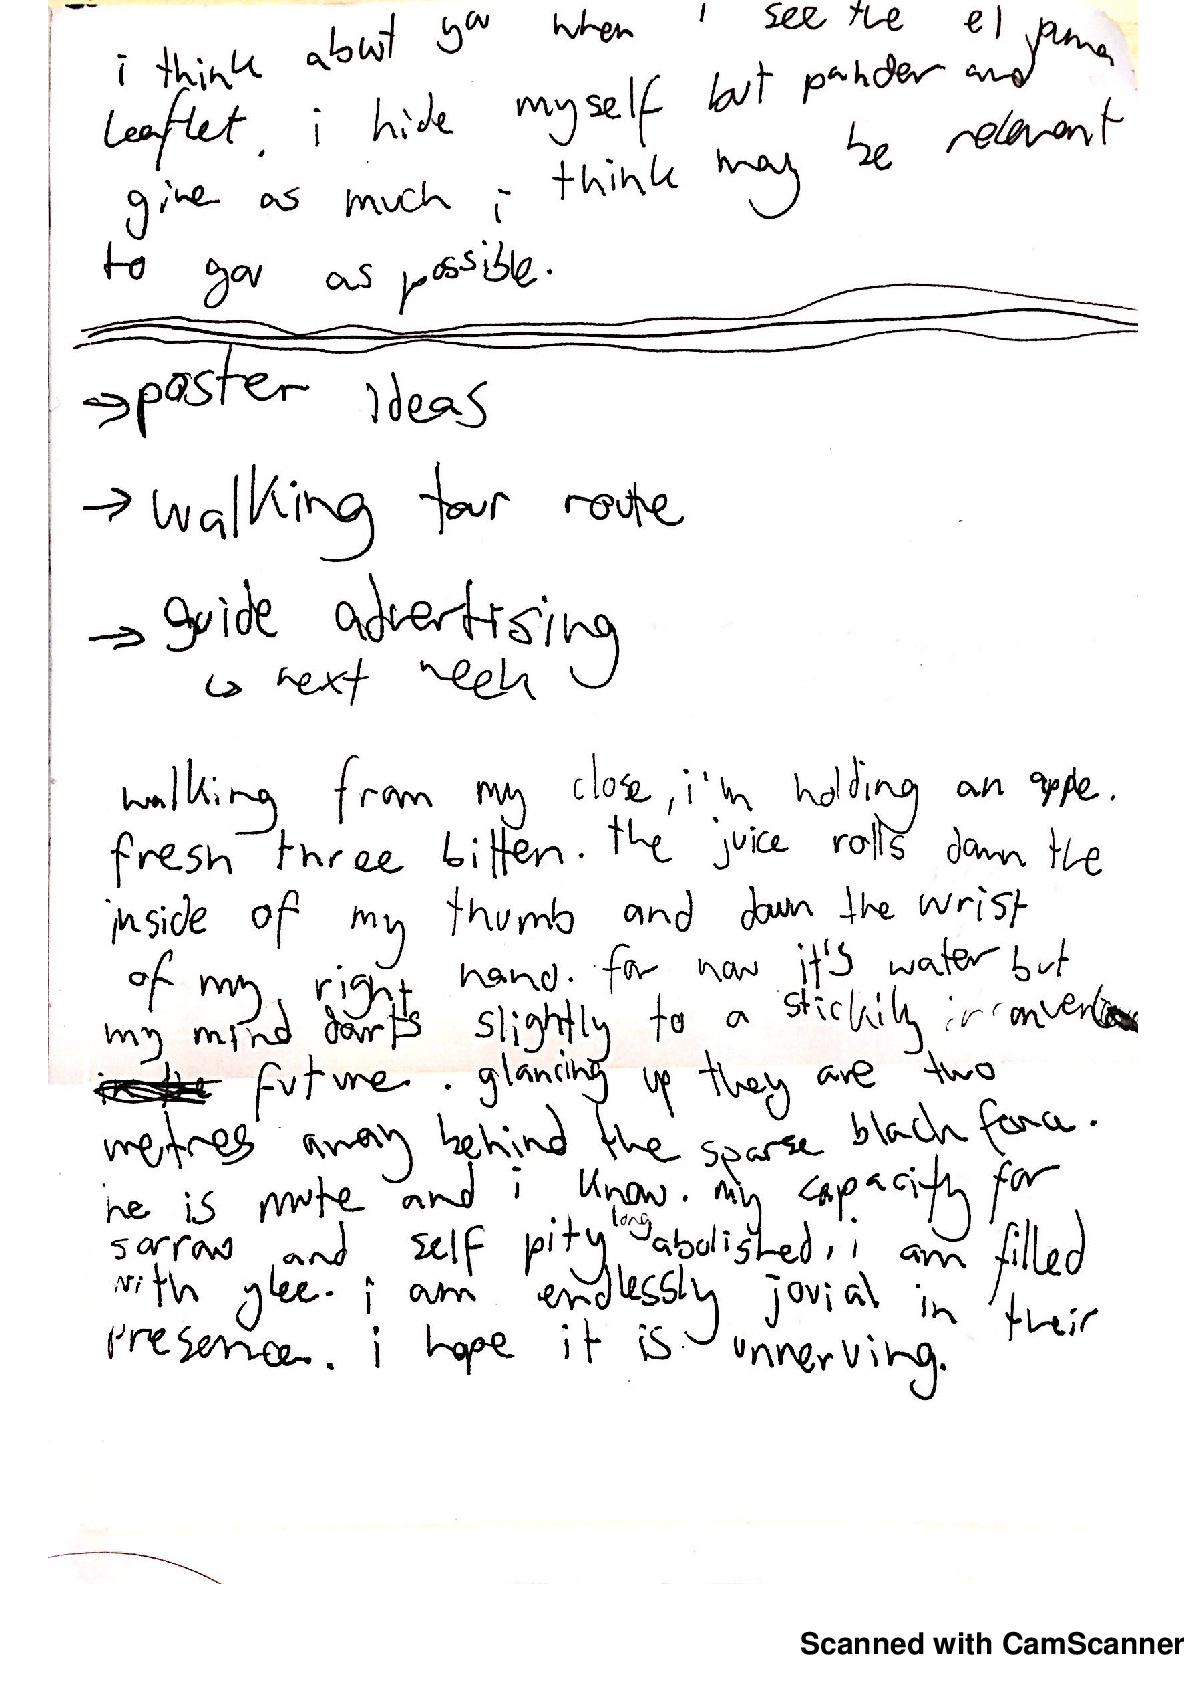 i think about you when i see the el puma
leaflet. i hide myself but pander and
give as much i think may be relevant
to you as possible.
→ poster ideas
→ walking tour route
→ guide advertising
↳ next week
walking from my close, i'm holding an apple.
fresh three bitten. the juice rolls down the
inside of my thumb and down the wrist
of my right hand. for now it's water but
my mind darts slightly to a stickily
future. glancing up they are two
metres away behind the sparse black fence.
he is mute and i know. my capacity for
sorrow and self pity long abolished, i am filled
with glee. i am endlessly jovial in their
presence. i hope it is unnerving.
Scanned with CamScanner